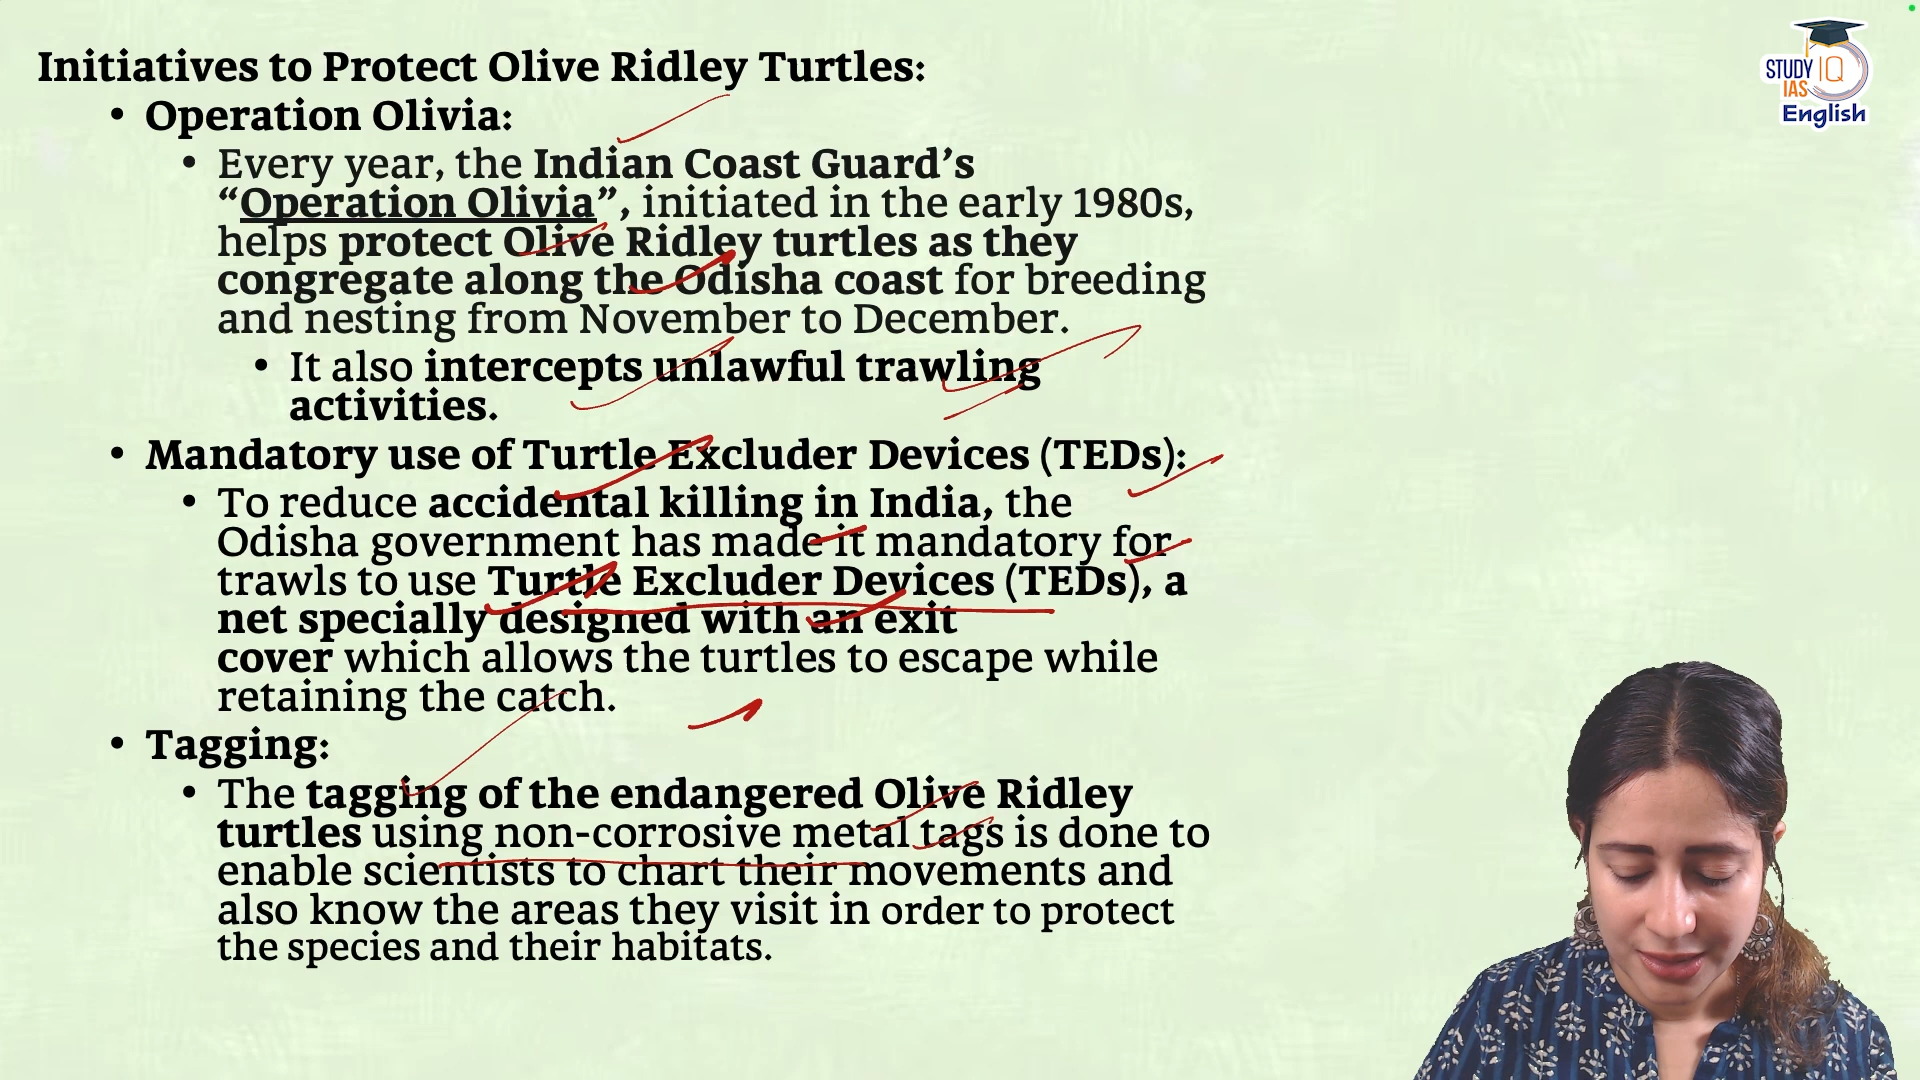 Initiatives to Protect Olive Ridley Turtles:
STUDY IQ
IAS
English
• Operation Olivia:
• Every year, the Indian Coast Guard’s
“Operation Olivia”, initiated in the early 1980s,
helps protect Olive Ridley turtles as they
congregate along the Odisha coast for breeding
and nesting from November to December.
• It also intercepts unlawful trawling
activities.
• Mandatory use of Turtle Excluder Devices (TEDs):
• To reduce accidental killing in India, the
Odisha government has made it mandatory for
trawls to use Turtle Excluder Devices (TEDs), a
net specially designed with an exit
cover which allows the turtles to escape while
retaining the catch.
• Tagging:
• The tagging of the endangered Olive Ridley
turtles using non-corrosive metal tags is done to
enable scientists to chart their movements and
also know the areas they visit in order to protect
the species and their habitats.